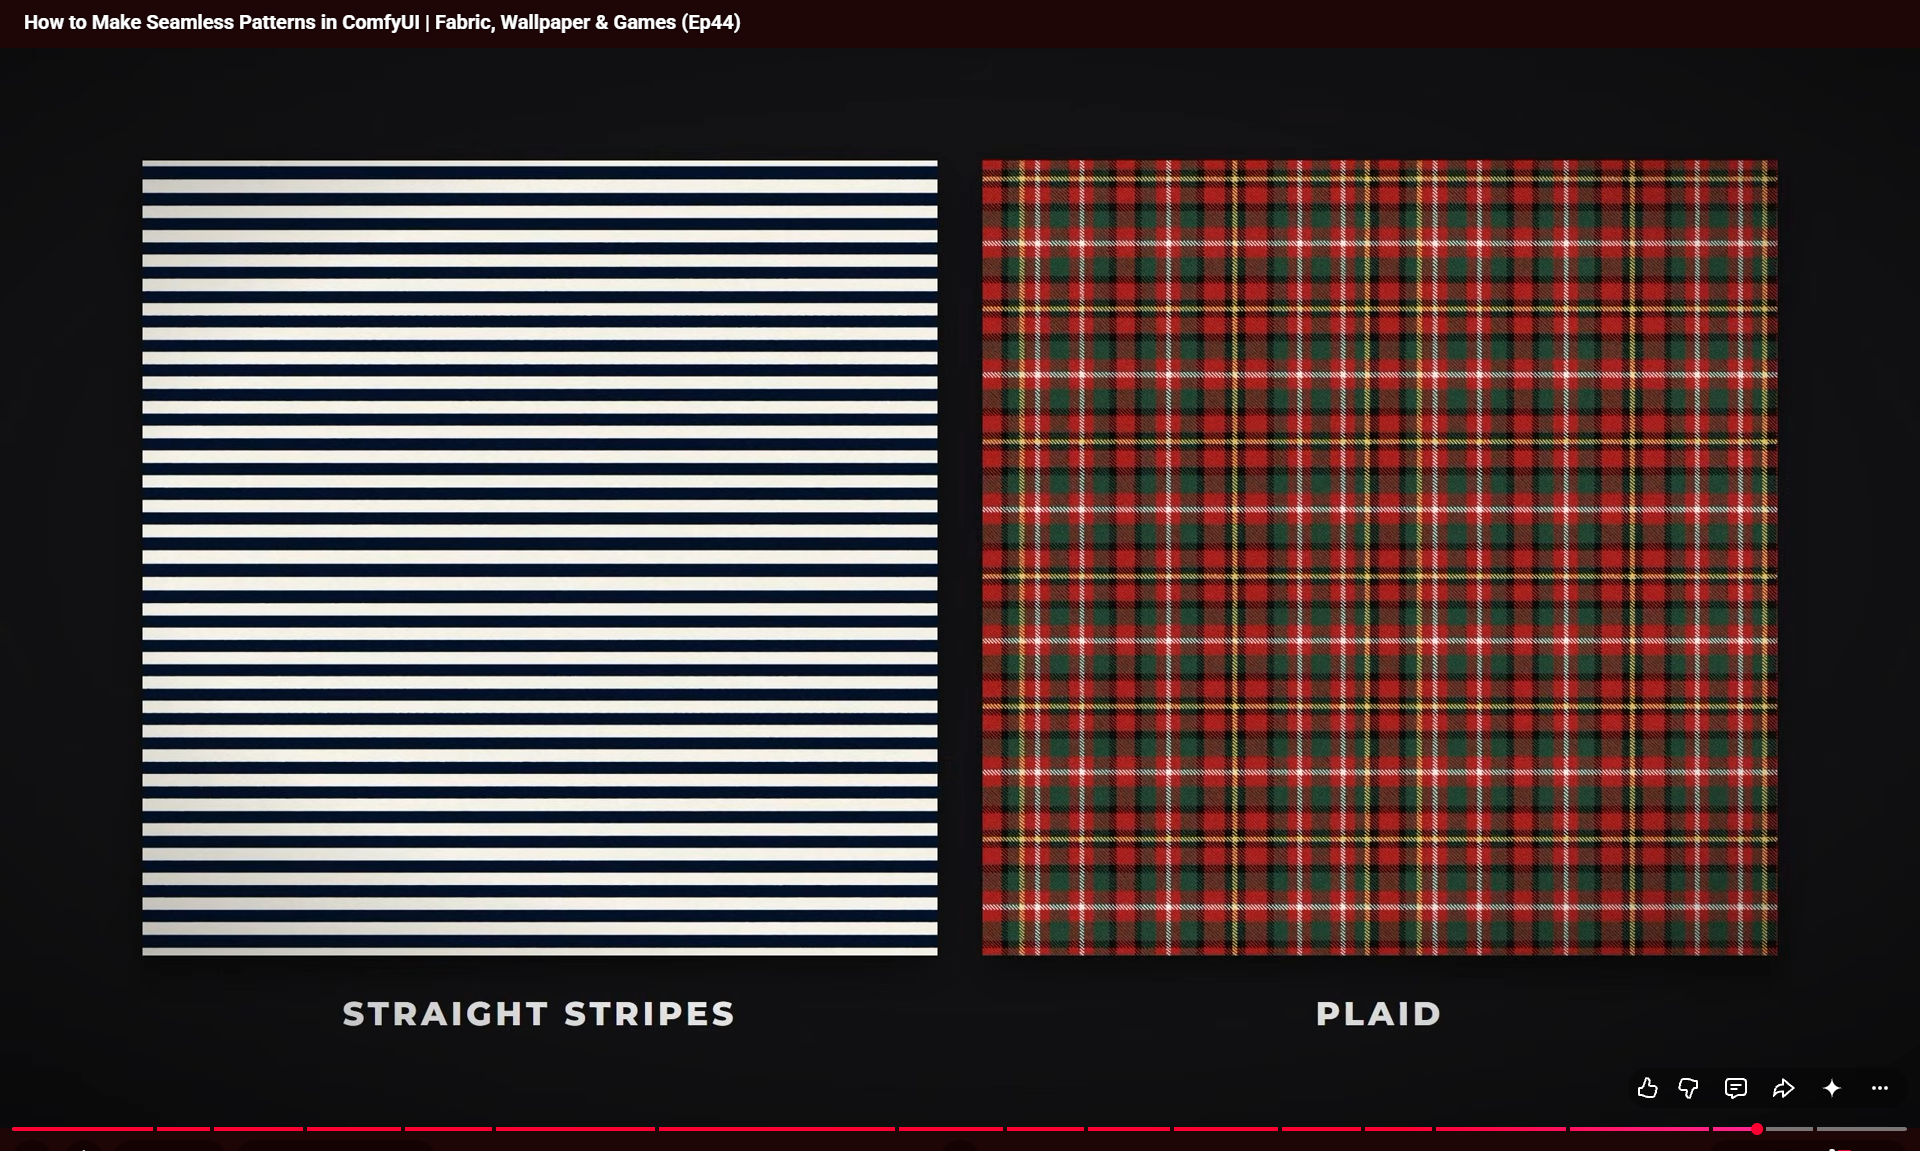 How to Make Seamless Patterns in ComfyUI | Fabric, Wallpaper & Games (Ep44)
STRAIGHT STRIPES
PLAID